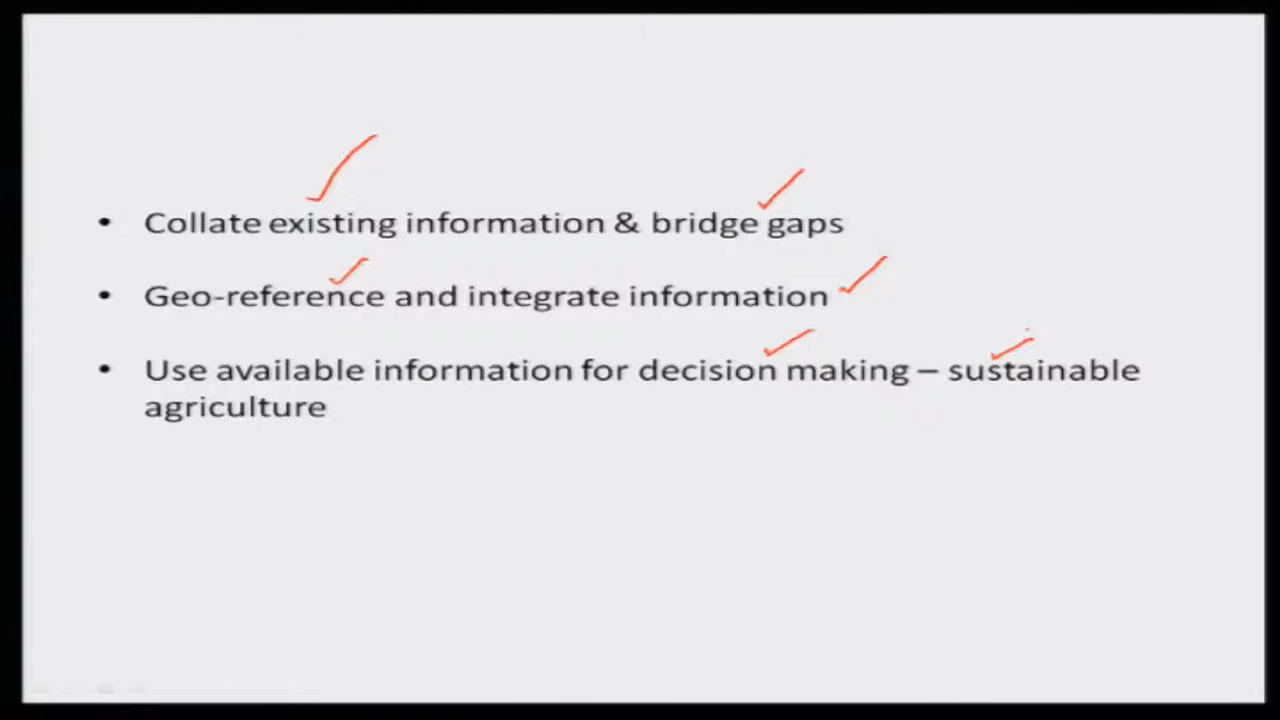 • Collate existing information & bridge gaps
• Geo-reference and integrate information
• Use available information for decision making – sustainable
agriculture